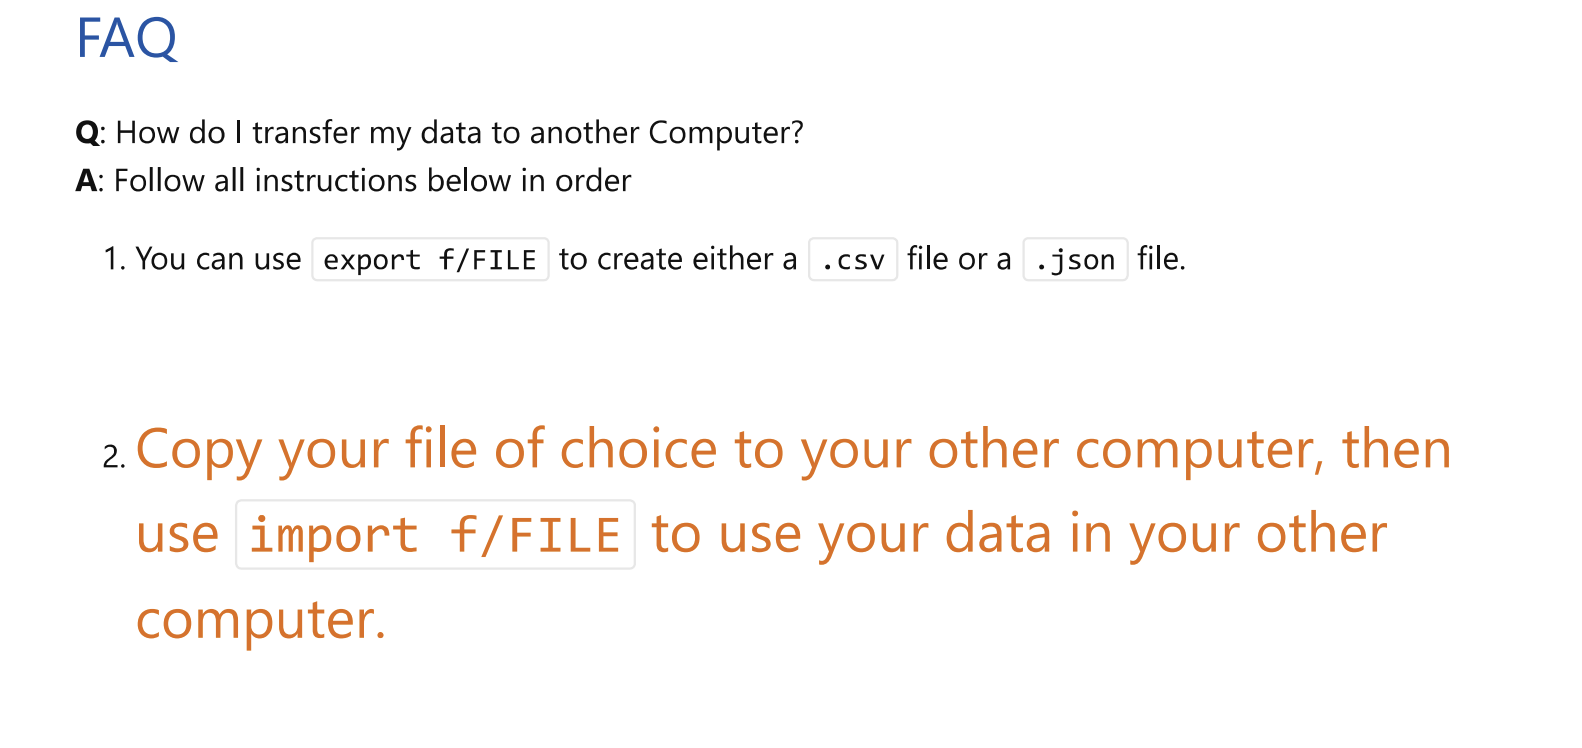 FAQ
Q: How do I transfer my data to another Computer?
A: Follow all instructions below in order
1. You can use export f/FILE to create either a .csv file or a .json file.
2. Copy your file of choice to your other computer, then
use import f/FILE to use your data in your other
computer.